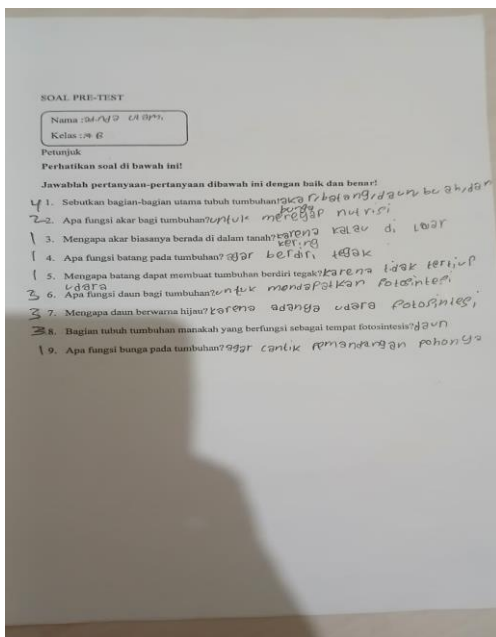 SOAL PRE-TEST
Nama :
Kelas : B
Petunjuk
Perhatikan soal di bawah ini!
Jawablah pertanyaan-pertanyaan dibawah ini dengan baik dan benar!
4 1. Sebutkan bagian-bagian utama tubuh tumbuhan! akar, batang, daun buah, dan
bunga
2 2. Apa fungsi akar bagi tumbuhan? untuk meregap nutrisi
1 3. Mengapa akar biasanya berada di dalam tanah? karena kalau di luar
kering
1 4. Apa fungsi batang pada tumbuhan? agar berdiri tegak
1 5. Mengapa batang dapat membuat tumbuhan berdiri tegak? karena tidak tertiup
udara
3 6. Apa fungsi daun bagi tumbuhan? untuk mendapatkan fotosintesi
3 7. Mengapa daun berwarna hijau? karena adanya udara fotosintesi
3 8. Bagian tubuh tumbuhan manakah yang berfungsi sebagai tempat fotosintesis? daun
1 9. Apa fungsi bunga pada tumbuhan? agar cantik pemandangan pohonya